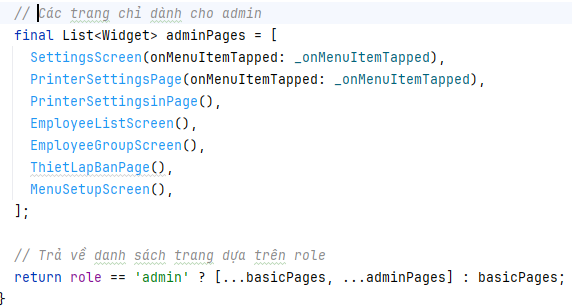 // Các trang chỉ dành cho admin
final List<Widget> adminPages = [
  SettingsScreen(onMenuItemTapped: _onMenuItemTapped),
  PrinterSettingsPage(onMenuItemTapped: _onMenuItemTapped),
  PrinterSettingsinPage(),
  EmployeeListScreen(),
  EmployeeGroupScreen(),
  ThietLapBanPage(),
  MenuSetupScreen(),
];

// Trả về danh sách trang dựa trên role
return role == 'admin' ? [...basicPages, ...adminPages] : basicPages;
}